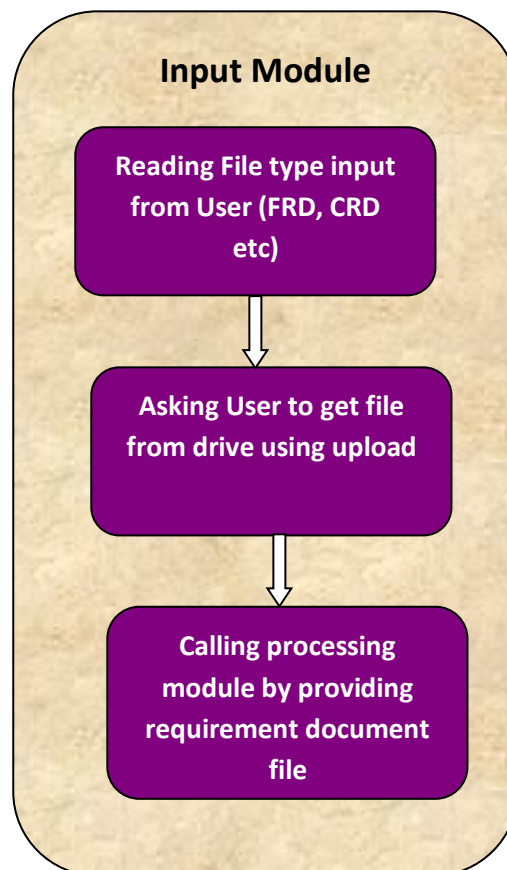 Input Module
Reading File type input
from User (FRD, CRD
etc)
Asking User to get file
from drive using upload
Calling processing
module by providing
requirement document
file